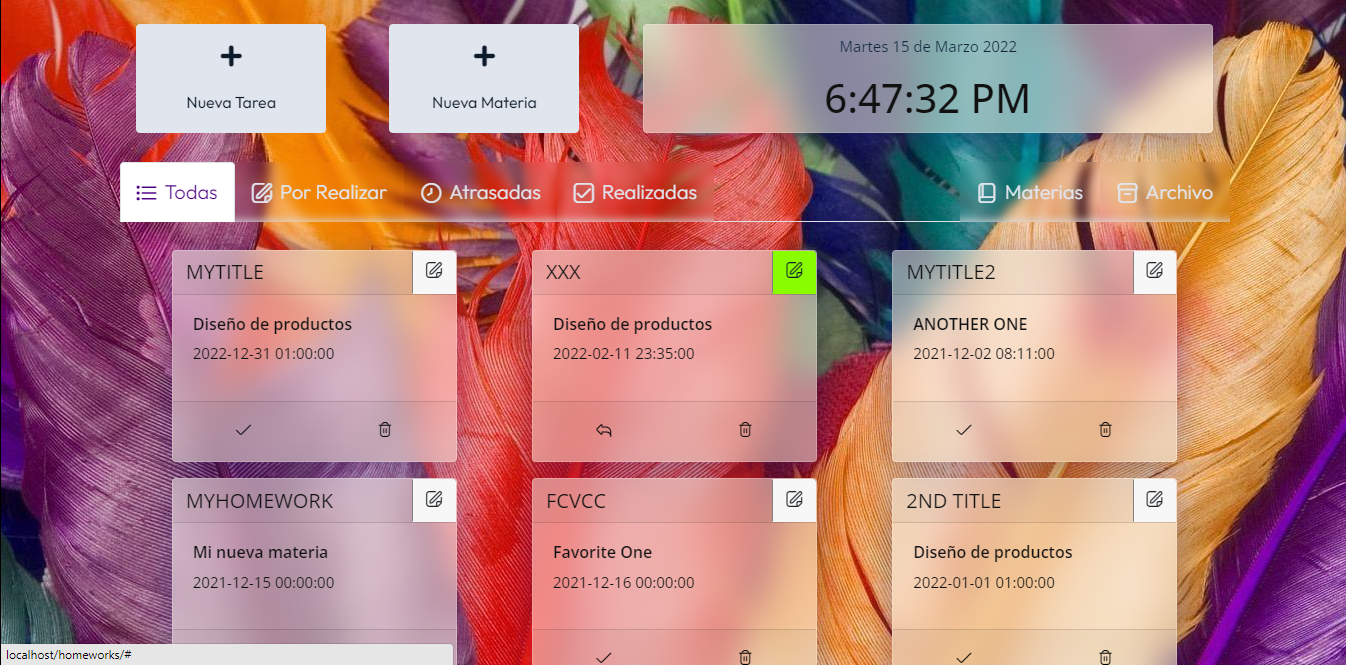 Nueva Tarea
Nueva Materia
Martes 15 de Marzo 2022
6:47:32 PM
Todas
Por Realizar
Atrasadas
Realizadas
Materias
Archivo
MYTITLE
Diseño de productos
2022-12-31 01:00:00
XXX
Diseño de productos
2022-02-11 23:35:00
MYTITLE2
ANOTHER ONE
2021-12-02 08:11:00
MYHOMEWORK
Mi nueva materia
2021-12-15 00:00:00
FCVCC
Favorite One
2021-12-16 00:00:00
2ND TITLE
Diseño de productos
2022-01-01 01:00:00
localhost/homeworks/#